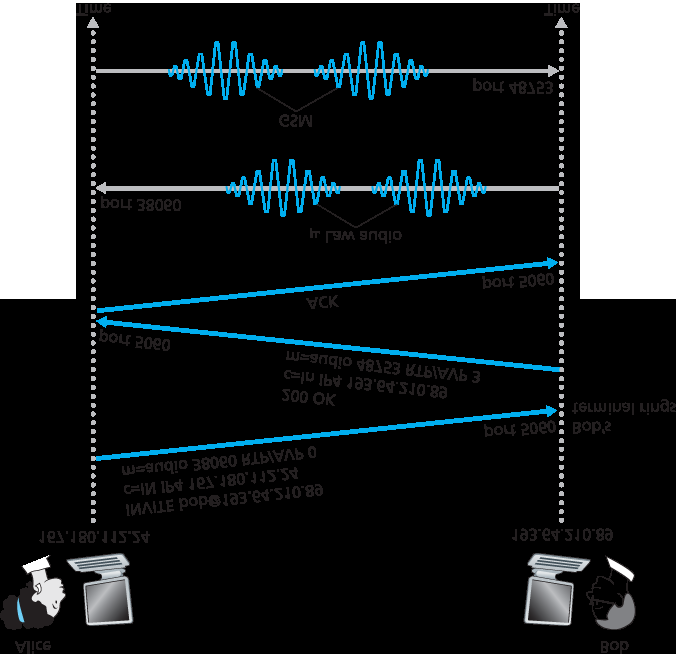 Alice
Bob
167.180.112.24
193.64.210.89
INVITE bob@193.64.210.89
c=IN IP4 167.180.112.24
m=audio 38060 RTP/AVP 0
port 5060
Bob's
terminal rings
200 OK
c=In IP4 193.64.210.89
m=audio 48753 RTP/AVP 3
port 5060
ACK
port 5060
µ Law audio
port 38060
GSM
port 48753
Time
Time